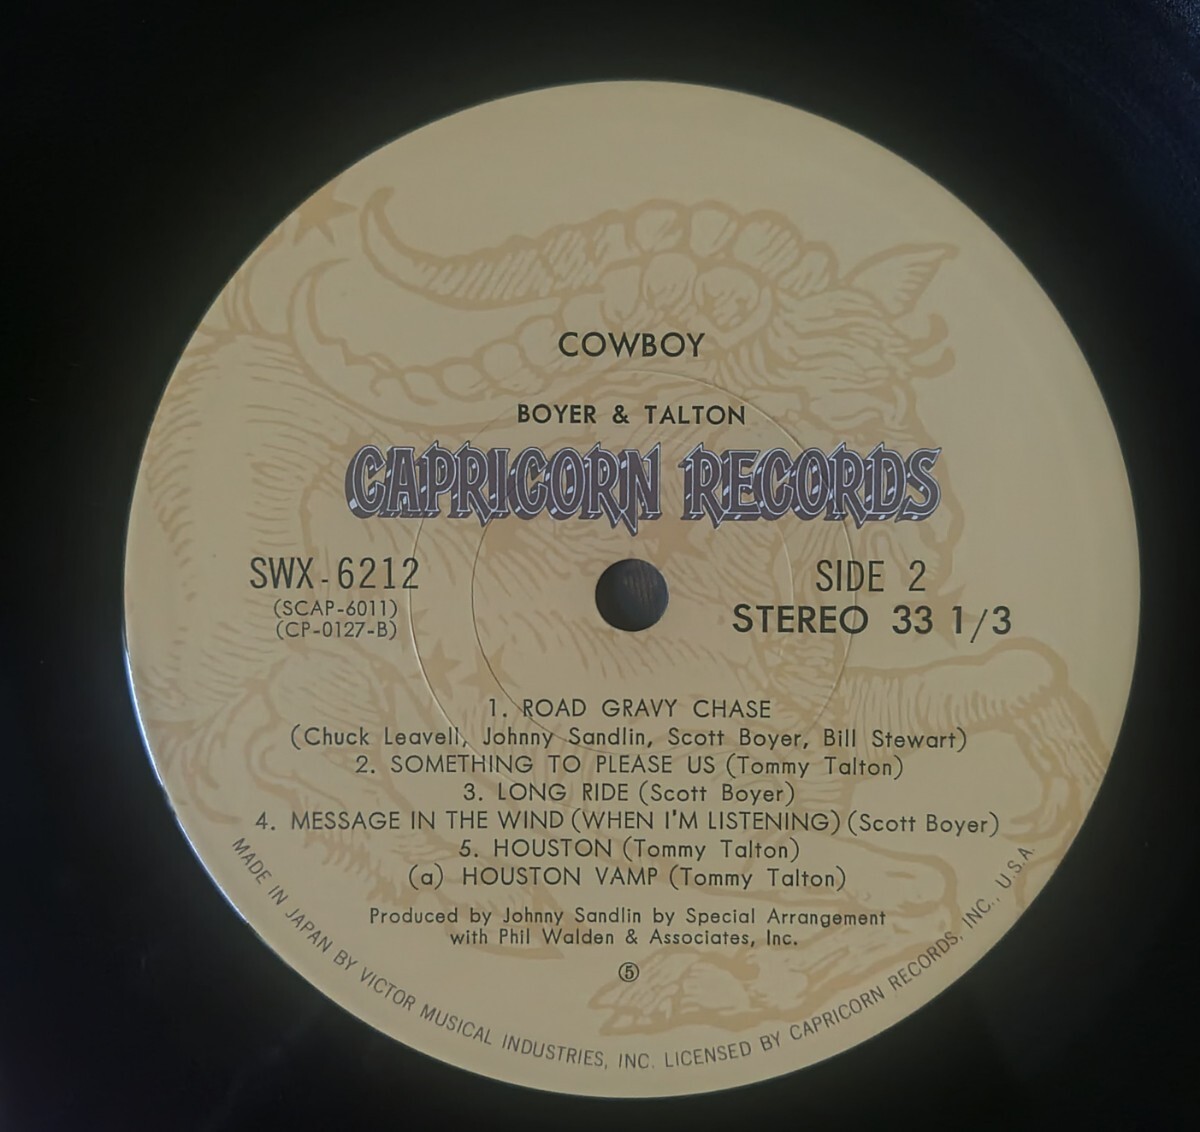 COWBOY
BOYER & TALTON
CAPRICORN RECORDS
SWX-6212
(SCAP-6011)
(CP-0127-B)
SIDE 2
STEREO 33 1/3
1. ROAD GRAVY CHASE
(Chuck Leavell, Johnny Sandlin, Scott Boyer, Bill Stewart)
2. SOMETHING TO PLEASE US (Tommy Talton)
3. LONG RIDE (Scott Boyer)
4. MESSAGE IN THE WIND (WHEN I'M LISTENING) (Scott Boyer)
5. HOUSTON (Tommy Talton)
(a) HOUSTON VAMP (Tommy Talton)
Produced by Johnny Sandlin by Special Arrangement
with Phil Walden & Associates, Inc.
⑤
MADE IN JAPAN BY VICTOR MUSICAL INDUSTRIES, INC. LICENSED BY CAPRICORN RECORDS, INC., U.S.A.